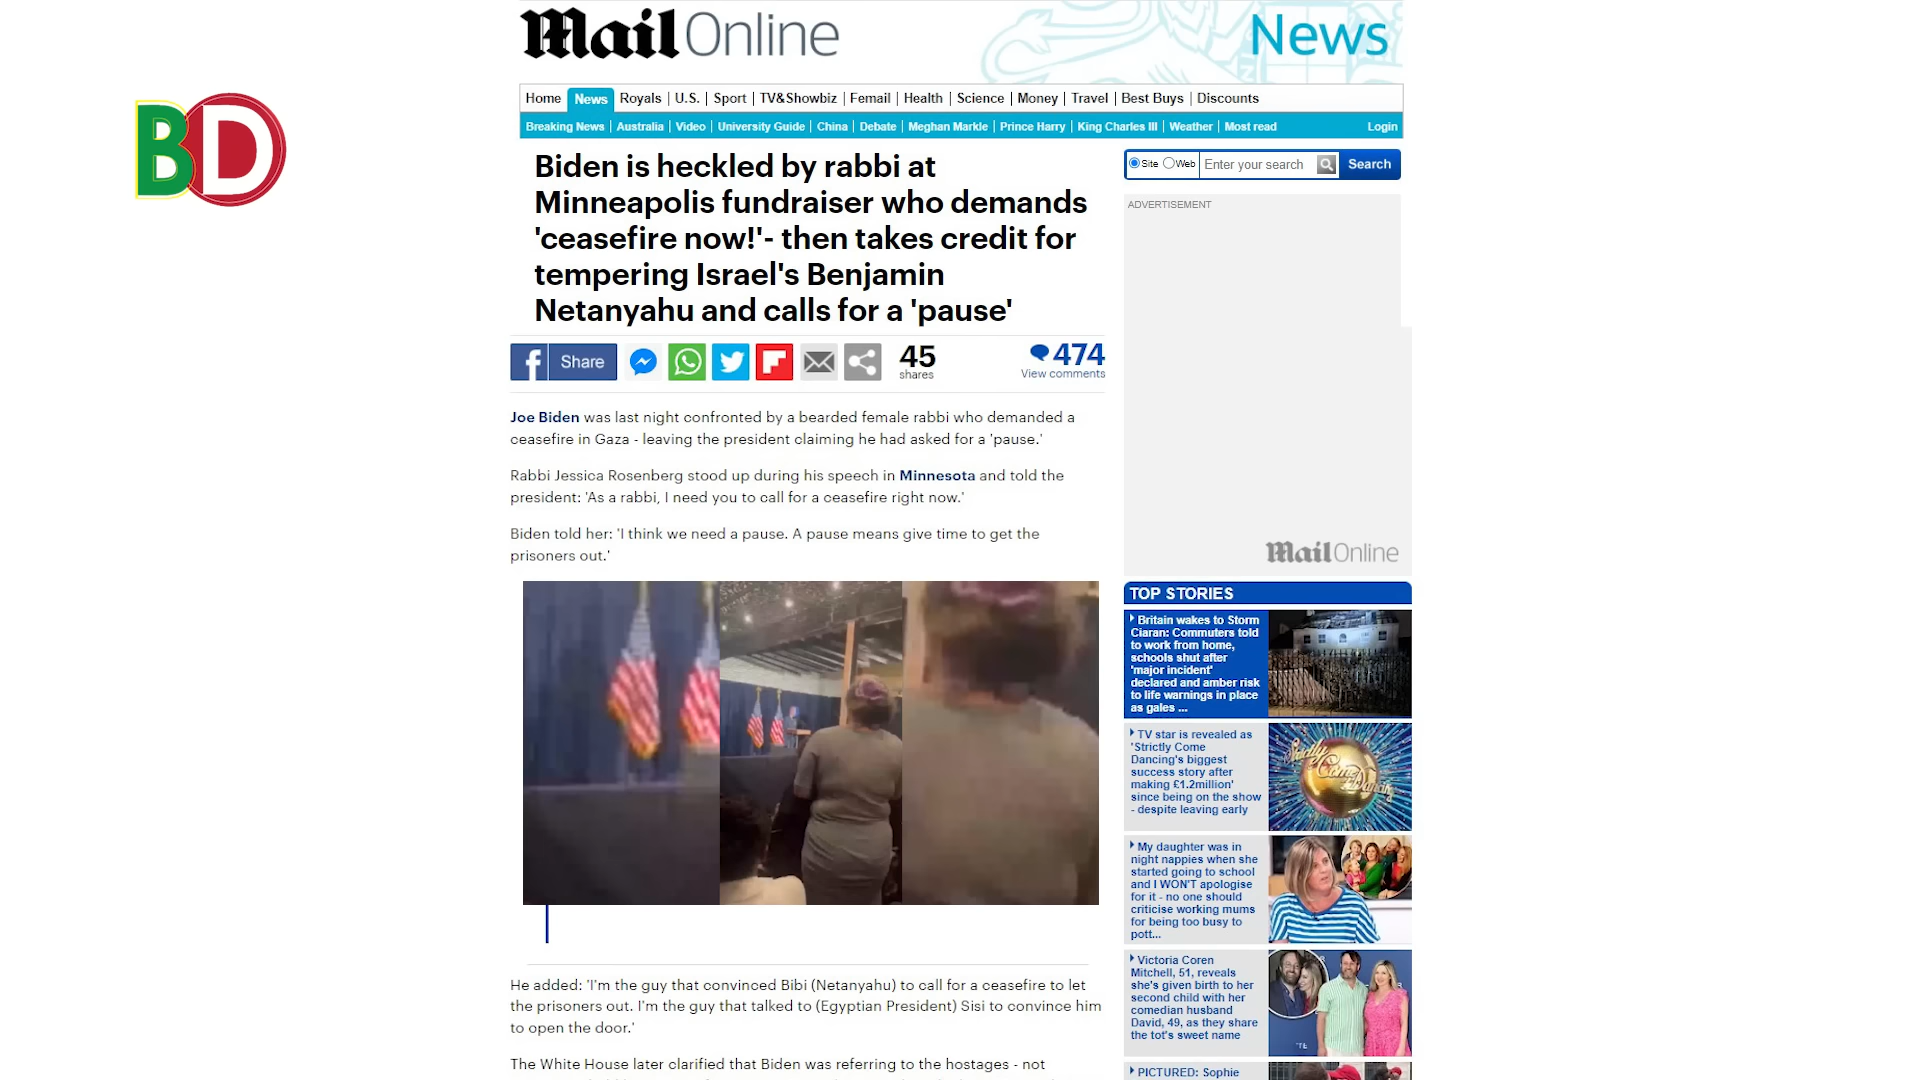 Mail Online
News
BD
Home News Royals U.S. Sport TV&Showbiz Femail Health Science Money Travel Best Buys Discounts
Breaking News Australia Video University Guide China Debate Meghan Markle Prince Harry King Charles III Weather Most read Login
Biden is heckled by rabbi at
Minneapolis fundraiser who demands
'ceasefire now!'- then takes credit for
tempering Israel's Benjamin
Netanyahu and calls for a 'pause'
Share
45
shares
474
View comments
Joe Biden was last night confronted by a bearded female rabbi who demanded a
ceasefire in Gaza - leaving the president claiming he had asked for a 'pause.'
Rabbi Jessica Rosenberg stood up during his speech in Minnesota and told the
president: 'As a rabbi, I need you to call for a ceasefire right now.'
Biden told her: 'I think we need a pause. A pause means give time to get the
prisoners out.'
He added: 'I'm the guy that convinced Bibi (Netanyahu) to call for a ceasefire to let
the prisoners out. I'm the guy that talked to (Egyptian President) Sisi to convince him
to open the door.'
The White House later clarified that Biden was referring to the hostages - not
Site Web Enter your search Search
ADVERTISEMENT
Mail Online
TOP STORIES
Britain wakes to Storm
Ciaran: Commuters told
to work from home,
schools shut after
'major incident'
declared and amber risk
to life warnings in place
as gales ...
TV star is revealed as
'Strictly Come
Dancing's biggest
success story after
making £1.2million'
since being on the show
- despite leaving early
Strictly
Come
Dancing
My daughter was in
night nappies when she
started going to school
and I WON'T apologise
for it - no one should
criticise working mums
for being too busy to
pott...
Victoria Coren
Mitchell, 51, reveals
she's given birth to her
second child with her
comedian husband
David, 49, as they share
the tot's sweet name
PICTURED: Sophie